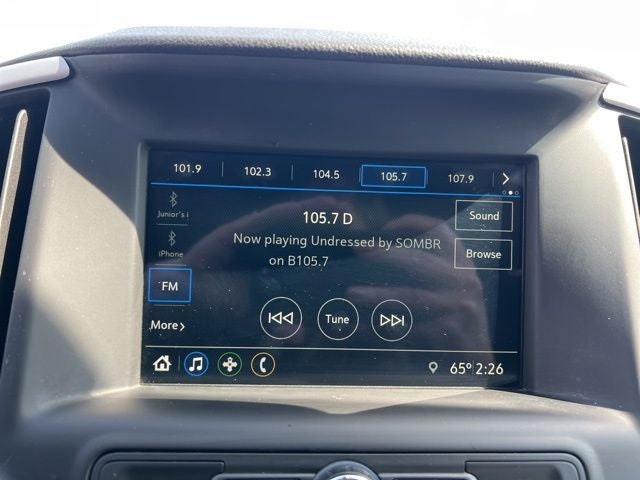 101.9 102.3 104.5 105.7 107.9
Junior's i
105.7 D
Sound
Now playing Undressed by SOMBR
on B105.7
iPhone
Browse
FM
More
Tune
65° 2:26